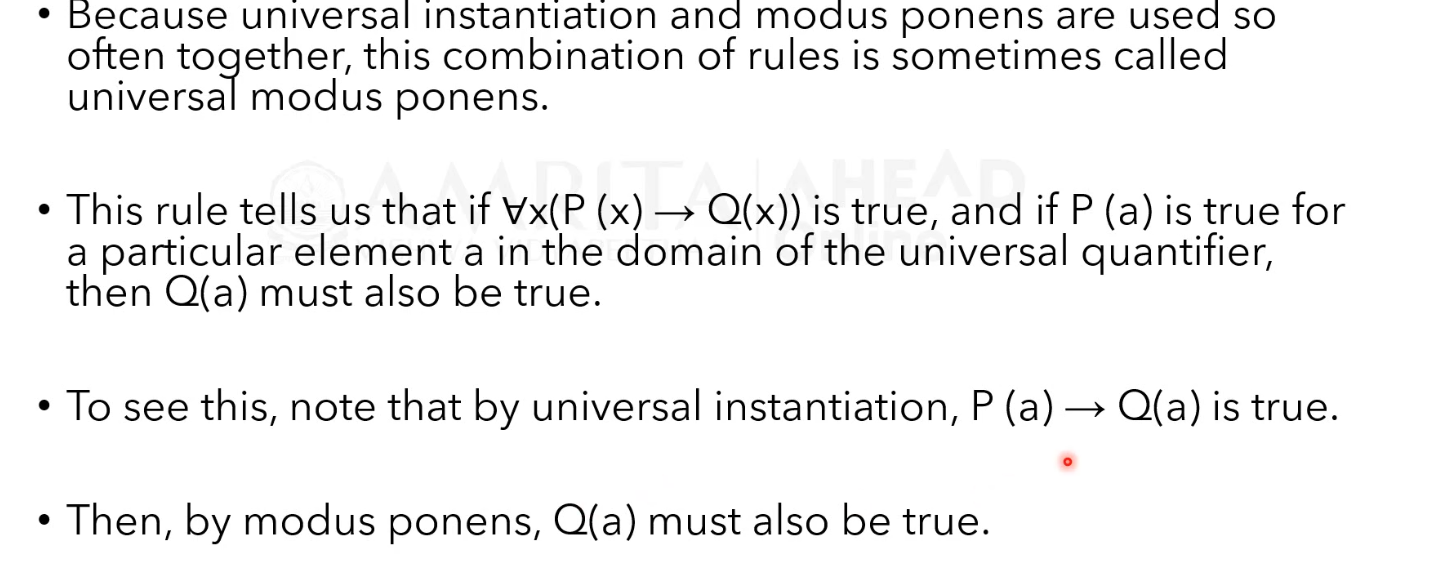 • Because universal instantiation and modus ponens are used so
often together, this combination of rules is sometimes called
universal modus ponens.
AMRITA | AHEAD
Online
• This rule tells us that if ∀x(P (x) → Q(x)) is true, and if P (a) is true for
a particular element a in the domain of the universal quantifier,
then Q(a) must also be true.
• To see this, note that by universal instantiation, P (a) → Q(a) is true.
• Then, by modus ponens, Q(a) must also be true.